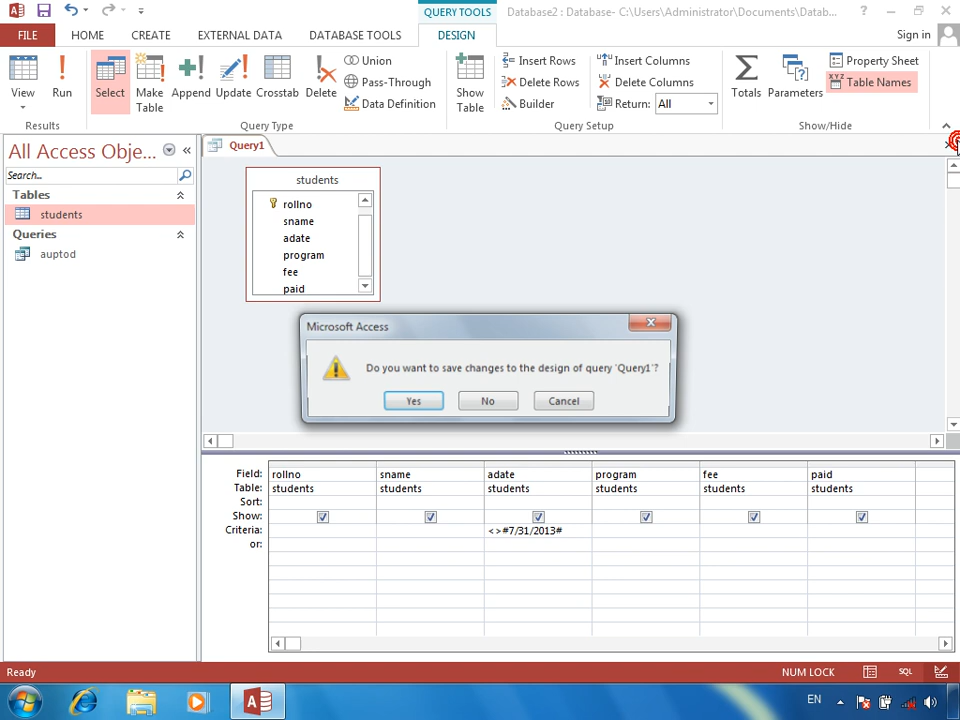 QUERY TOOLS
Database2 : Database- C:\Users\Administrator\Documents\Datab...
?
FILE
HOME
CREATE
EXTERNAL DATA
DATABASE TOOLS
DESIGN
Sign in
View
Run
Results
Select
Make Table
Append
Update
Crosstab
Delete
Union
Pass-Through
Data Definition
Query Type
Show Table
Insert Rows
Delete Rows
Builder
Insert Columns
Delete Columns
Return: All
Query Setup
Totals
Parameters
Property Sheet
XYZ
Table Names
Show/Hide
All Access Obje...
Search...
Tables
students
Queries
auptod
Query1
students
rollno
sname
adate
program
fee
paid
Microsoft Access
Do you want to save changes to the design of query 'Query1'?
Yes
No
Cancel
Field: rollno sname adate program fee paid
Table: students students students students students students
Sort:
Show:
Criteria: <>#7/31/2013#
or:
Ready
NUM LOCK
SQL
EN